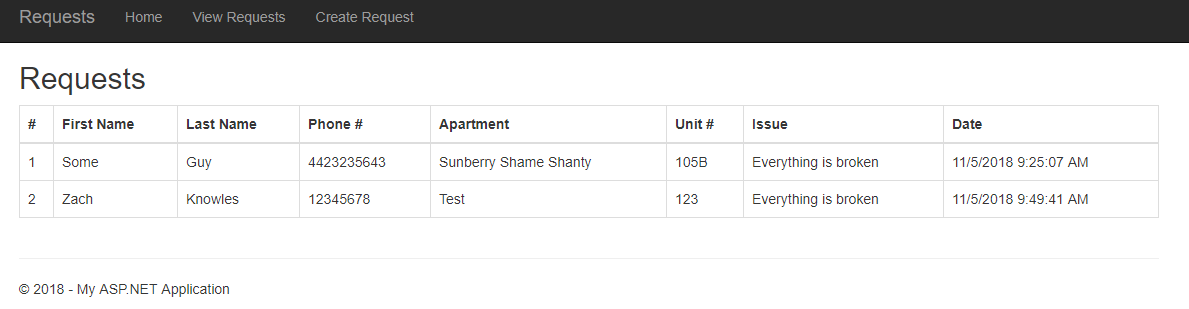 Requests Home View Requests Create Request
Requests
# First Name Last Name Phone # Apartment Unit # Issue Date
1 Some Guy 4423235643 Sunberry Shame Shanty 105B Everything is broken 11/5/2018 9:25:07 AM
2 Zach Knowles 12345678 Test 123 Everything is broken 11/5/2018 9:49:41 AM
© 2018 - My ASP.NET Application